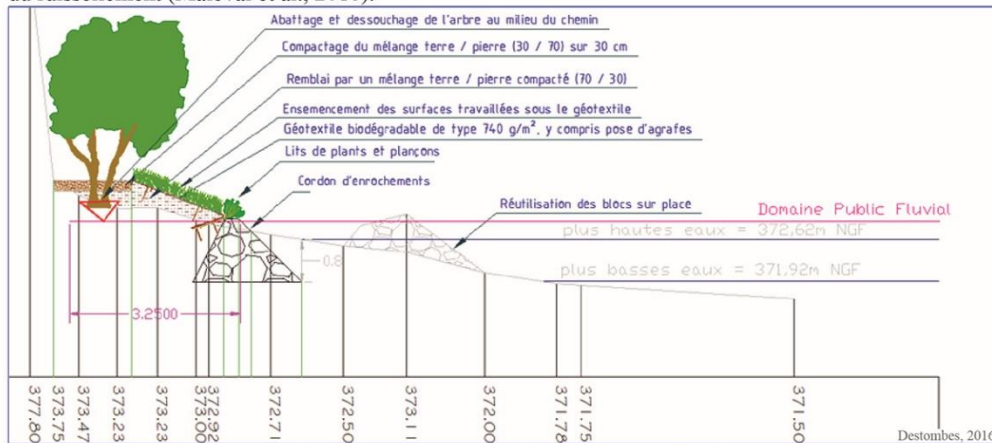 Abattage et dessouchage de l'arbre au milieu du chemin
Compactage du mélange terre / pierre (30 / 70) sur 30 cm
Remblai par un mélange terre / pierre compacté (70 / 30)
Ensemencement des surfaces travaillées sous le géotextile
Géotextile biodégradable de type 740 g/m², y compris pose d'agrafes
Lits de plants et plançons
Cordon d'enrochements
Réutilisation des blocs sur place
Domaine Public Fluvial
plus hautes eaux = 372,62m NGF
plus basses eaux = 371,92m NGF
0.8
3.2500
377.80
373.75
373.47
373.23
373.23
373.00
372.92
372.71
372.50
373.11
372.00
371.78
371.75
371.50
Destombes, 2016